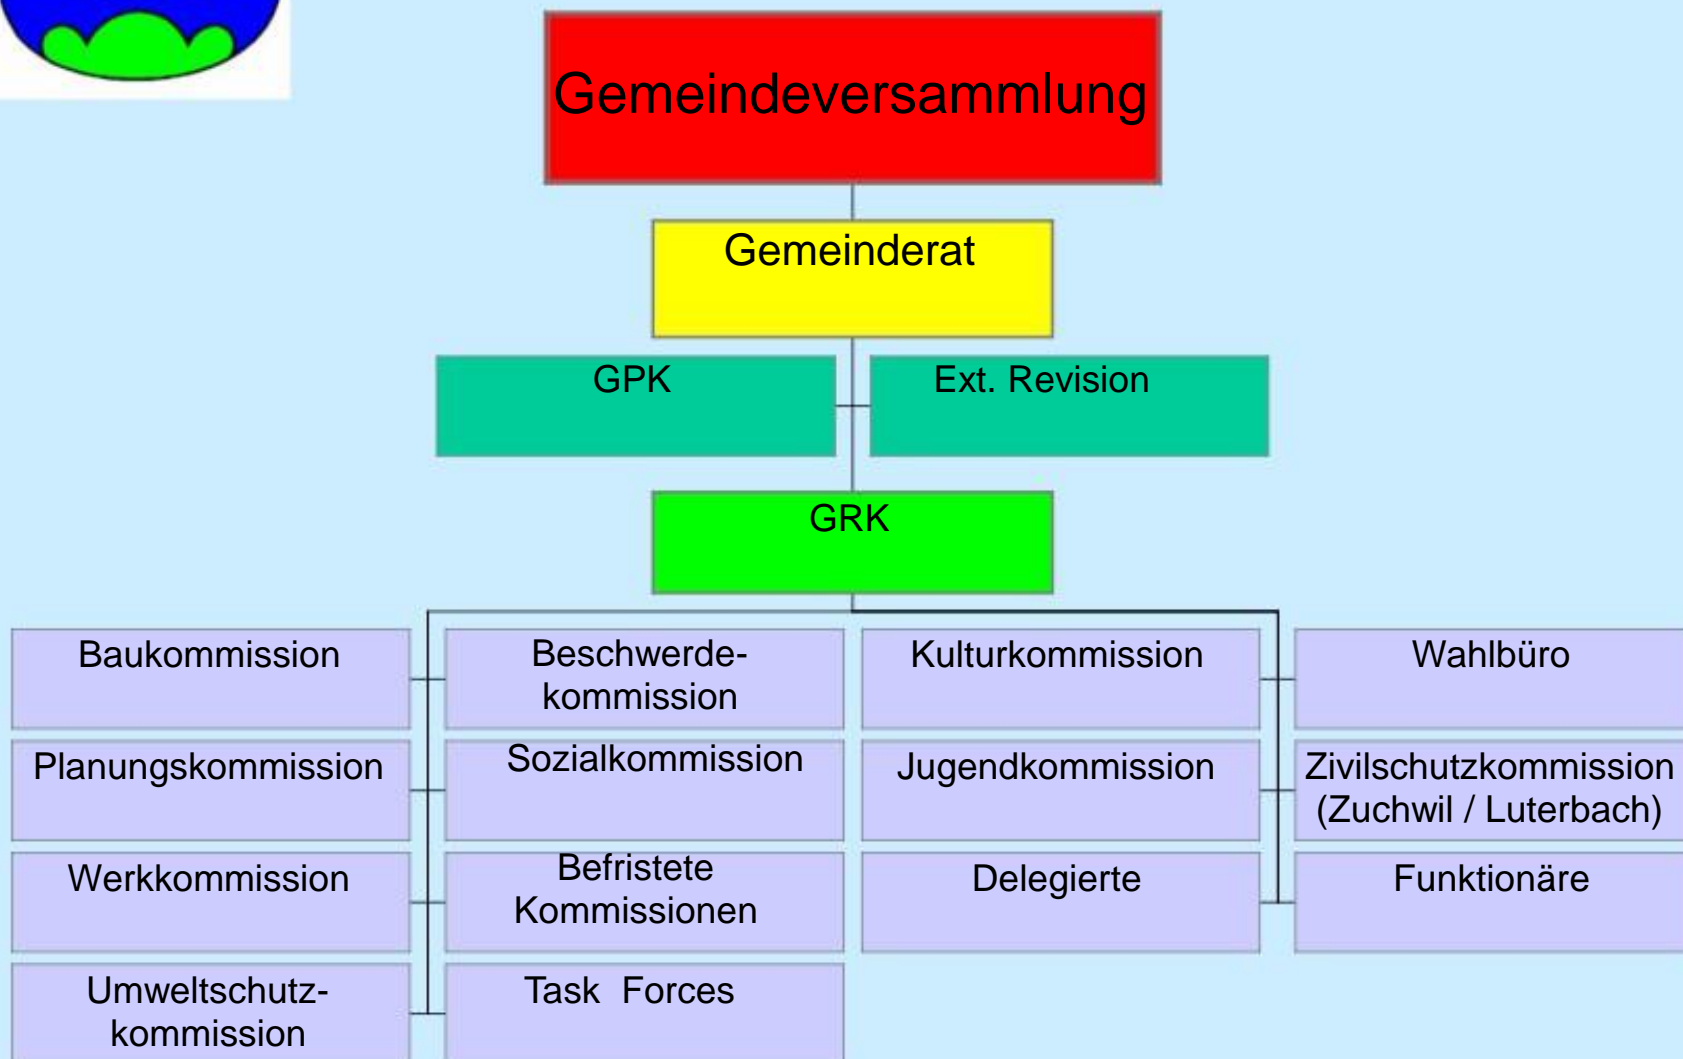 Gemeindeversammlung
Gemeinderat
GPK
Ext. Revision
GRK
Baukommission
Beschwerde-
kommission
Kulturkommission
Wahlbüro
Planungskommission
Sozialkommission
Jugendkommission
Zivilschutzkommission
(Zuchwil / Luterbach)
Werkkommission
Befristete
Kommissionen
Delegierte
Funktionäre
Umweltschutz-
kommission
Task Forces